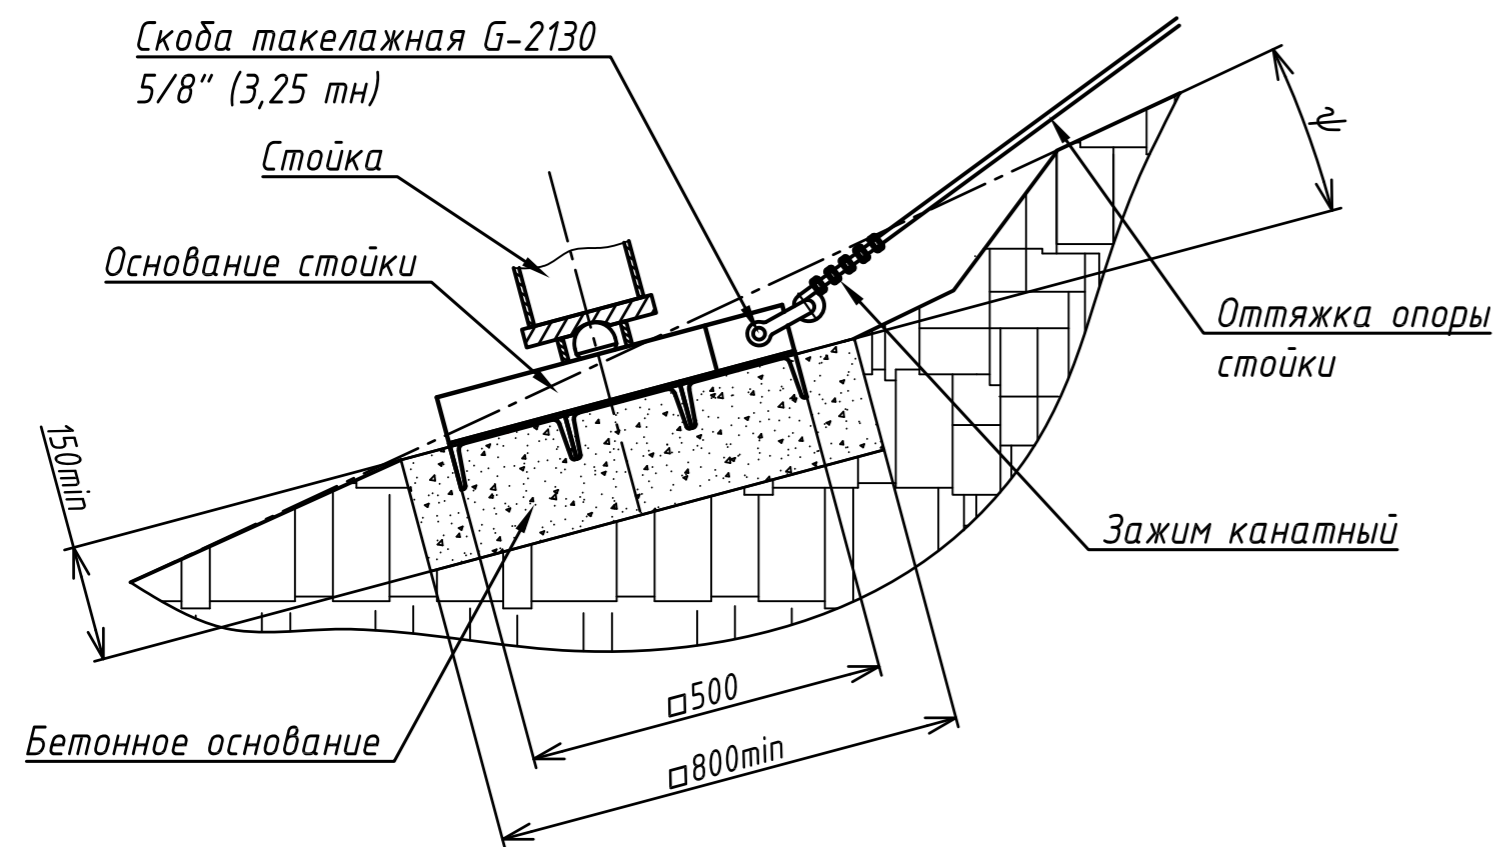 Скоба такелажная G-2130
5/8" (3,25 тн)
Стойка
Основание стойки
ψ
Оттяжка опоры
стойки
150min
Зажим канатный
□500
□800min
Бетонное основание